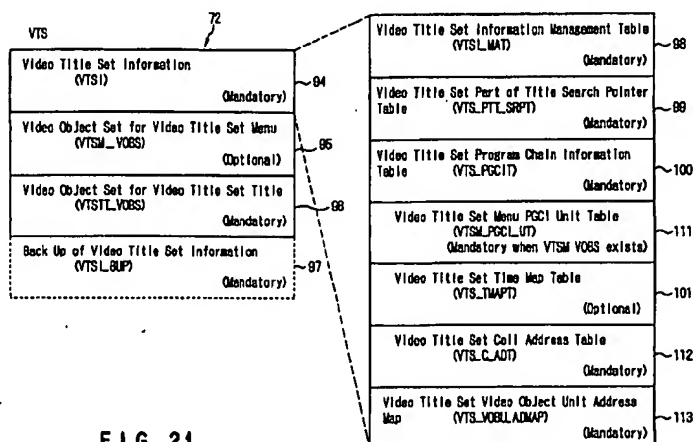 VTS
72
Video Title Set Information
(VTSI)
(Mandatory)
94
Video Object Set for Video Title Set Menu
(VTSM_VOBS)
(Optional)
95
Video Object Set for Video Title Set Title
(VTSTT_VOBS)
(Mandatory)
96
Back Up of Video Title Set Information
(VTSI_BUP)
(Mandatory)
97
Video Title Set Information Management Table
(VTSI_MAT)
(Mandatory)
98
Video Title Set Part of Title Search Pointer
Table (VTS_PTT_SRPT)
(Mandatory)
99
Video Title Set Program Chain Information
Table (VTS_PGCIT)
(Mandatory)
100
Video Title Set Menu PGCI Unit Table
(VTSM_PGCI_UT)
(Mandatory when VTSM VOBS exists)
111
Video Title Set Time Map Table
(VTS_TMAPT)
(Optional)
101
Video Title Set Cell Address Table
(VTS_C_ADT)
(Mandatory)
112
Video Title Set Video Object Unit Address
Map (VTS_VOBU_ADMAP)
(Mandatory)
113
FIG. 21